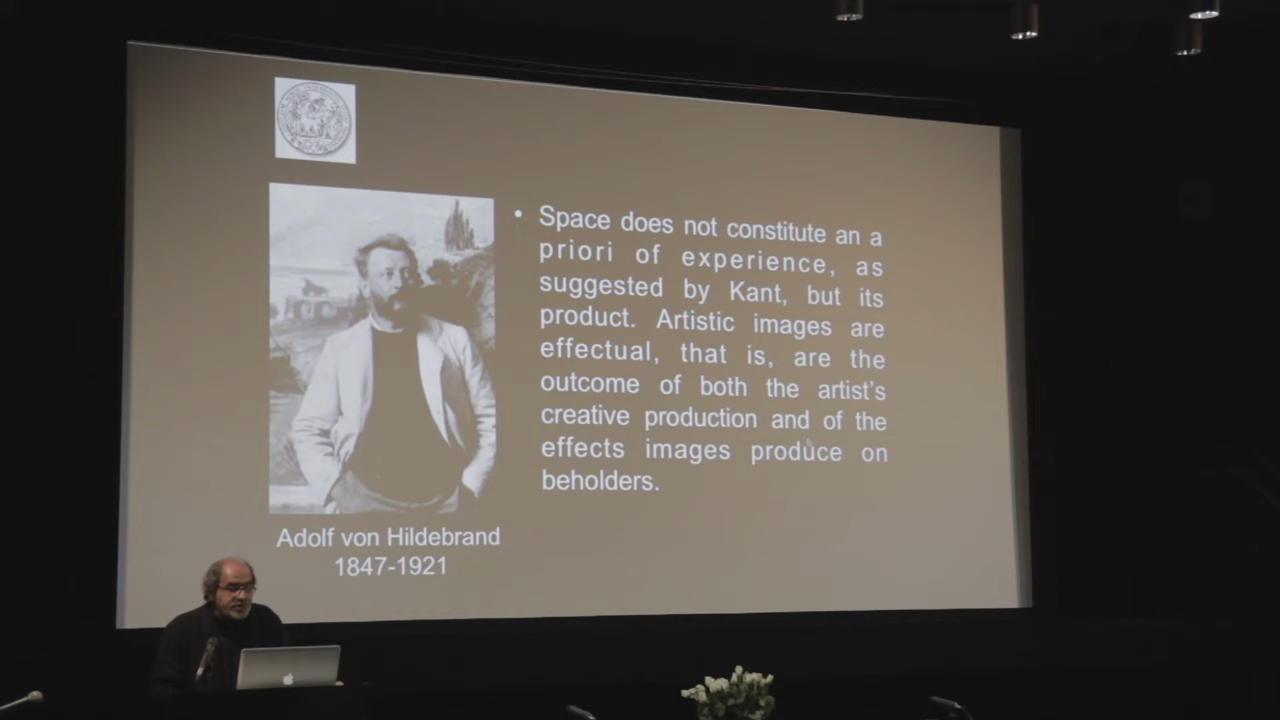 Space does not constitute an a
priori of experience, as
suggested by Kant, but its
product. Artistic images are
effectual, that is, are the
outcome of both the artist's
creative production and of the
effects images produce on
beholders.
Adolf von Hildebrand
1847-1921